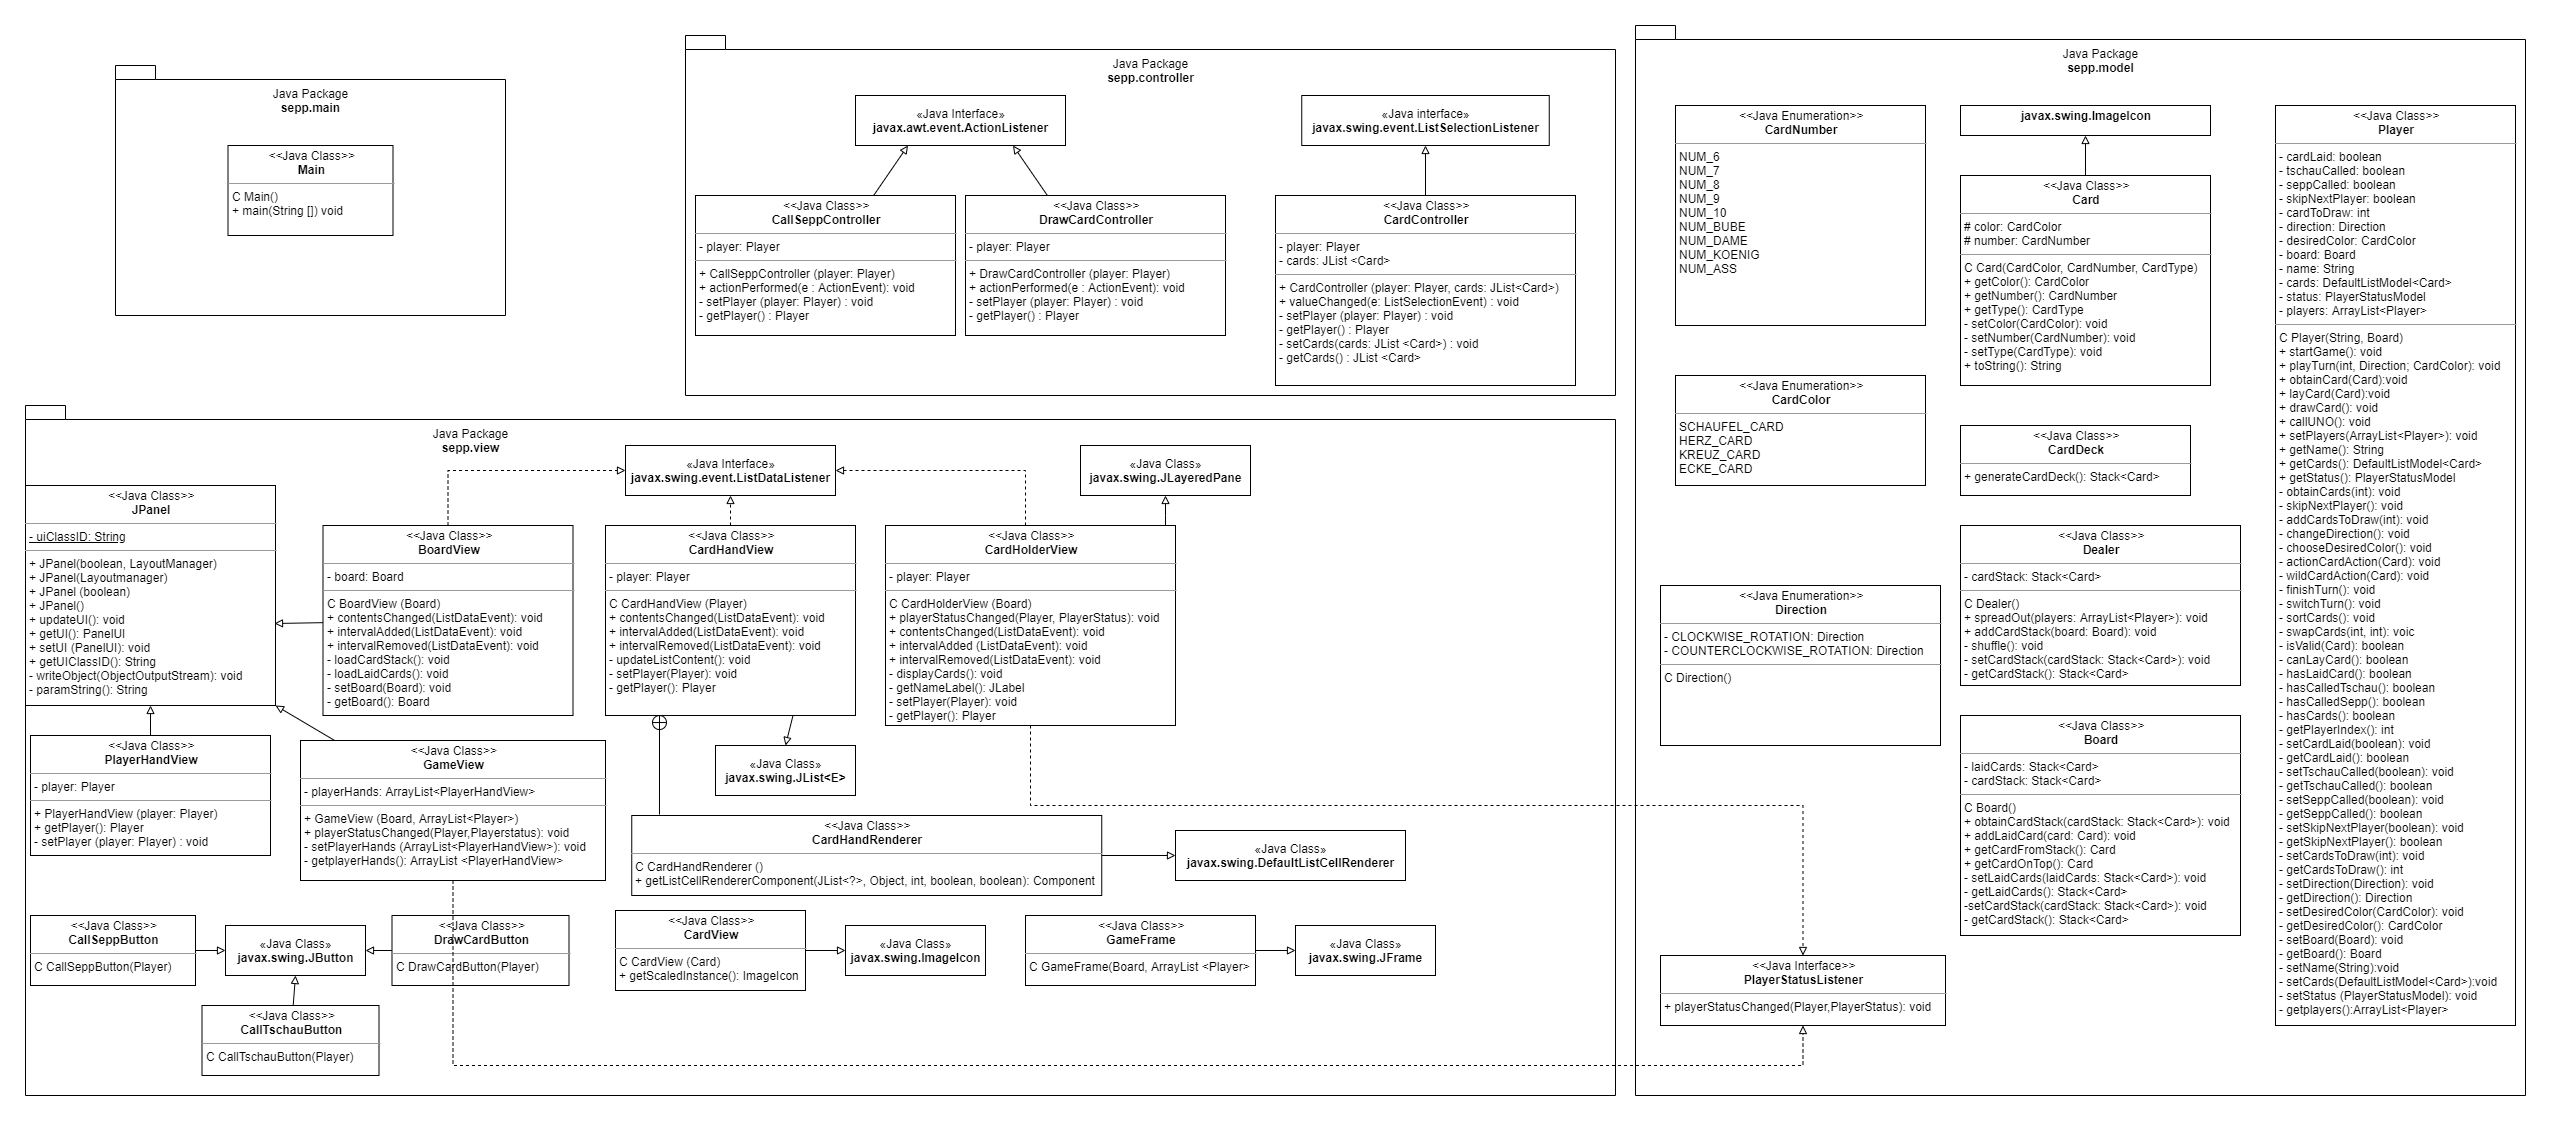 Java Package
sepp.main
<<Java Class>>
Main
C Main()
+ main(String []) void
Java Package
sepp.controller
«Java Interface»
javax.awt.event.ActionListener
«Java interface»
javax.swing.event.ListSelectionListener
<<Java Class>>
CallSeppController
- player: Player
+ CallSeppController (player: Player)
+ actionPerformed(e : ActionEvent): void
- setPlayer (player: Player) : void
- getPlayer() : Player
<<Java Class>>
DrawCardController
- player: Player
+ DrawCardController (player: Player)
+ actionPerformed(e : ActionEvent): void
- setPlayer (player: Player) : void
- getPlayer() : Player
<<Java Class>>
CardController
- player: Player
- cards: JList <Card>
+ CardController (player: Player, cards: JList<Card>)
+ valueChanged(e: ListSelectionEvent) : void
- setPlayer (player: Player) : void
- getPlayer() : Player
- setCards(cards: JList <Card>) : void
- getCards() : JList <Card>
Java Package
sepp.view
«Java Interface»
javax.swing.event.ListDataListener
«Java Class»
javax.swing.JLayeredPane
<<Java Class>>
JPanel
- uiClassID: String
+ JPanel(boolean, LayoutManager)
+ JPanel(Layoutmanager)
+ JPanel (boolean)
+ JPanel()
+ updateUI(): void
+ getUI(): PanelUI
+ setUI (PanelUI): void
+ getUIClassID(): String
- writeObject(ObjectOutputStream): void
- paramString(): String
<<Java Class>>
BoardView
- board: Board
C BoardView (Board)
+ contentsChanged(ListDataEvent): void
+ intervalAdded(ListDataEvent): void
+ intervalRemoved(ListDataEvent): void
- loadCardStack(): void
- loadLaidCards(): void
- setBoard(Board): void
- getBoard(): Board
<<Java Class>>
CardHandView
- player: Player
C CardHandView (Player)
+ contentsChanged(ListDataEvent): void
+ intervalAdded(ListDataEvent): void
+ intervalRemoved(ListDataEvent): void
- updateListContent(): void
- setPlayer(Player): void
- getPlayer(): Player
<<Java Class>>
CardHolderView
- player: Player
C CardHolderView (Board)
+ playerStatusChanged(Player, PlayerStatus): void
+ contentsChanged(ListDataEvent): void
+ intervalAdded (ListDataEvent): void
+ intervalRemoved(ListDataEvent): void
- displayCards(): void
- getNameLabel(): JLabel
- setPlayer(Player): void
- getPlayer(): Player
<<Java Class>>
PlayerHandView
- player: Player
+ PlayerHandView (player: Player)
+ getPlayer(): Player
- setPlayer (player: Player) : void
<<Java Class>>
GameView
- playerHands: ArrayList<PlayerHandView>
+ GameView (Board, ArrayList<Player>)
+ playerStatusChanged(Player,Playerstatus): void
- setPlayerHands (ArrayList<PlayerHandView>): void
- getplayerHands(): ArrayList <PlayerHandView>
«Java Class»
javax.swing.JList<E>
<<Java Class>>
CardHandRenderer
C CardHandRenderer ()
+ getListCellRendererComponent(JList<?>, Object, int, boolean, boolean): Component
«Java Class»
javax.swing.DefaultListCellRenderer
<<Java Class>>
CallSeppButton
C CallSeppButton(Player)
«Java Class»
javax.swing.JButton
<<Java Class>>
DrawCardButton
C DrawCardButton(Player)
<<Java Class>>
CallTschauButton
C CallTschauButton(Player)
<<Java Class>>
CardView
C CardView (Card)
+ getScaledInstance(): ImageIcon
«Java Class»
javax.swing.ImageIcon
<<Java Class>>
GameFrame
C GameFrame(Board, ArrayList <Player>
«Java Class»
javax.swing.JFrame
Java Package
sepp.model
<<Java Enumeration>>
CardNumber
NUM_6
NUM_7
NUM_8
NUM_9
NUM_10
NUM_BUBE
NUM_DAME
NUM_KOENIG
NUM_ASS
<<Java Enumeration>>
CardColor
SCHAUFEL_CARD
HERZ_CARD
KREUZ_CARD
ECKE_CARD
<<Java Enumeration>>
Direction
- CLOCKWISE_ROTATION: Direction
- COUNTERCLOCKWISE_ROTATION: Direction
C Direction()
<<Java Interface>>
PlayerStatusListener
+ playerStatusChanged(Player,PlayerStatus): void
javax.swing.ImageIcon
<<Java Class>>
Card
# color: CardColor
# number: CardNumber
C Card(CardColor, CardNumber, CardType)
+ getColor(): CardColor
+ getNumber(): CardNumber
+ getType(): CardType
- setColor(CardColor): void
- setNumber(CardNumber): void
- setType(CardType): void
+ toString(): String
<<Java Class>>
CardDeck
+ generateCardDeck(): Stack<Card>
<<Java Class>>
Dealer
- cardStack: Stack<Card>
C Dealer()
+ spreadOut(players: ArrayList<Player>): void
+ addCardStack(board: Board): void
- shuffle(): void
- setCardStack(cardStack: Stack<Card>): void
- getCardStack(): Stack<Card>
<<Java Class>>
Board
- laidCards: Stack<Card>
- cardStack: Stack<Card>
C Board()
+ obtainCardStack(cardStack: Stack<Card>): void
+ addLaidCard(card: Card): void
+ getCardFromStack(): Card
+ getCardOnTop(): Card
- setLaidCards(laidCards: Stack<Card>): void
- getLaidCards(): Stack<Card>
-setCardStack(cardStack: Stack<Card>): void
- getCardStack(): Stack<Card>
<<Java Class>>
Player
- cardLaid: boolean
- tschauCalled: boolean
- seppCalled: boolean
- skipNextPlayer: boolean
- cardToDraw: int
- direction: Direction
- desiredColor: CardColor
- board: Board
- name: String
- cards: DefaultListModel<Card>
- status: PlayerStatusModel
- players: ArrayList<Player>
C Player(String, Board)
+ startGame(): void
+ playTurn(int, Direction; CardColor): void
+ obtainCard(Card):void
+ layCard(Card):void
+ drawCard(): void
+ callUNO(): void
+ setPlayers(ArrayList<Player>): void
+ getName(): String
+ getCards(): DefaultListModel<Card>
+ getStatus(): PlayerStatusModel
- obtainCards(int): void
- skipNextPlayer(): void
- addCardsToDraw(int): void
- changeDirection(): void
- chooseDesiredColor(): void
- actionCardAction(Card): void
- wildCardAction(Card): void
- finishTurn(): void
- switchTurn(): void
- sortCards(): void
- swapCards(int, int): voic
- isValid(Card): boolean
- canLayCard(): boolean
- hasLaidCard(): boolean
- hasCalledTschau(): boolean
- hasCalledSepp(): boolean
- hasCards(): boolean
- getPlayerIndex(): int
- setCardLaid(boolean): void
- getCardLaid(): boolean
- setTschauCalled(boolean): void
- getTschauCalled(): boolean
- setSeppCalled(boolean): void
- getSeppCalled(): boolean
- setSkipNextPlayer(boolean): void
- getSkipNextPlayer(): boolean
- setCardsToDraw(int): void
- getCardsToDraw(): int
- setDirection(Direction): void
- getDirection(): Direction
- setDesiredColor(CardColor): void
- getDesiredColor(): CardColor
- setBoard(Board): void
- getBoard(): Board
- setName(String):void
- setCards(DefaultListModel<Card>):void
- setStatus (PlayerStatusModel): void
- getplayers():ArrayList<Player>